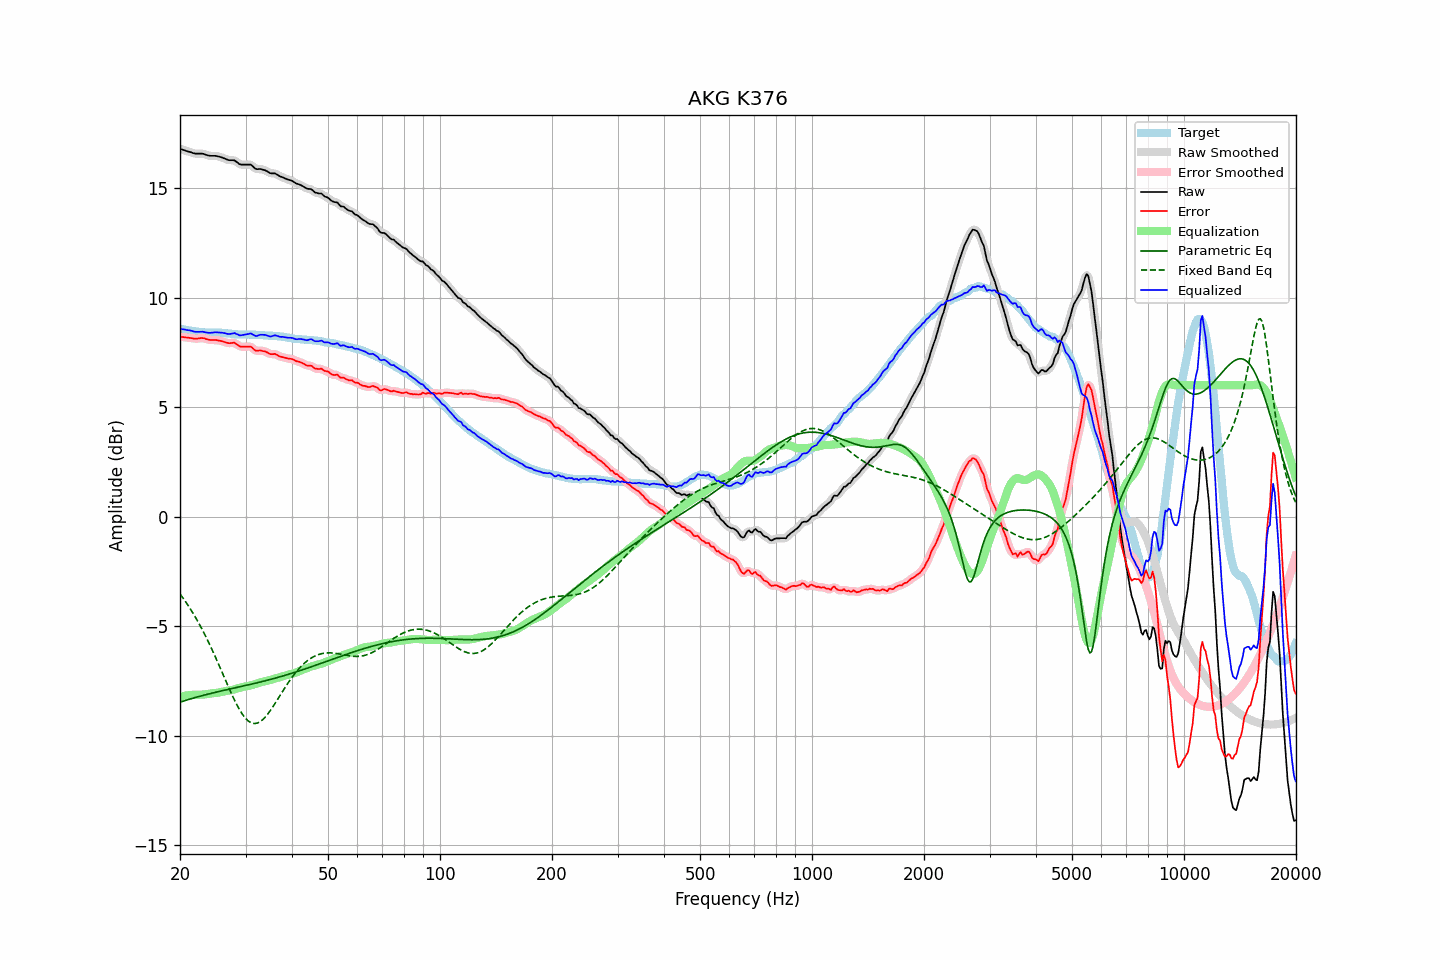 AKG K376
Amplitude (dBr)
15
10
5
0
−5
−10
−15
Target
Raw Smoothed
Error Smoothed
Raw
Error
Equalization
Parametric Eq
Fixed Band Eq
Equalized
20 50 100 200 500 1000 2000 5000 10000 20000
Frequency (Hz)